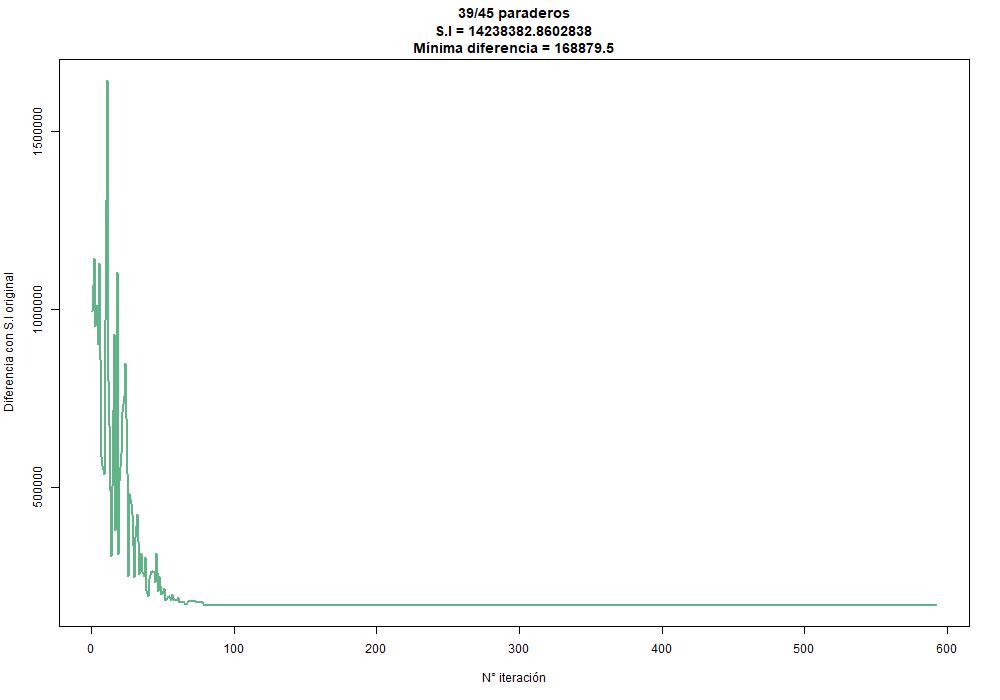 39/45 paraderos
S.I = 14238382.8602838
Mínima diferencia = 168879.5
Diferencia con S.I original
1500000
1000000
500000
0 100 200 300 400 500 600
N° iteración